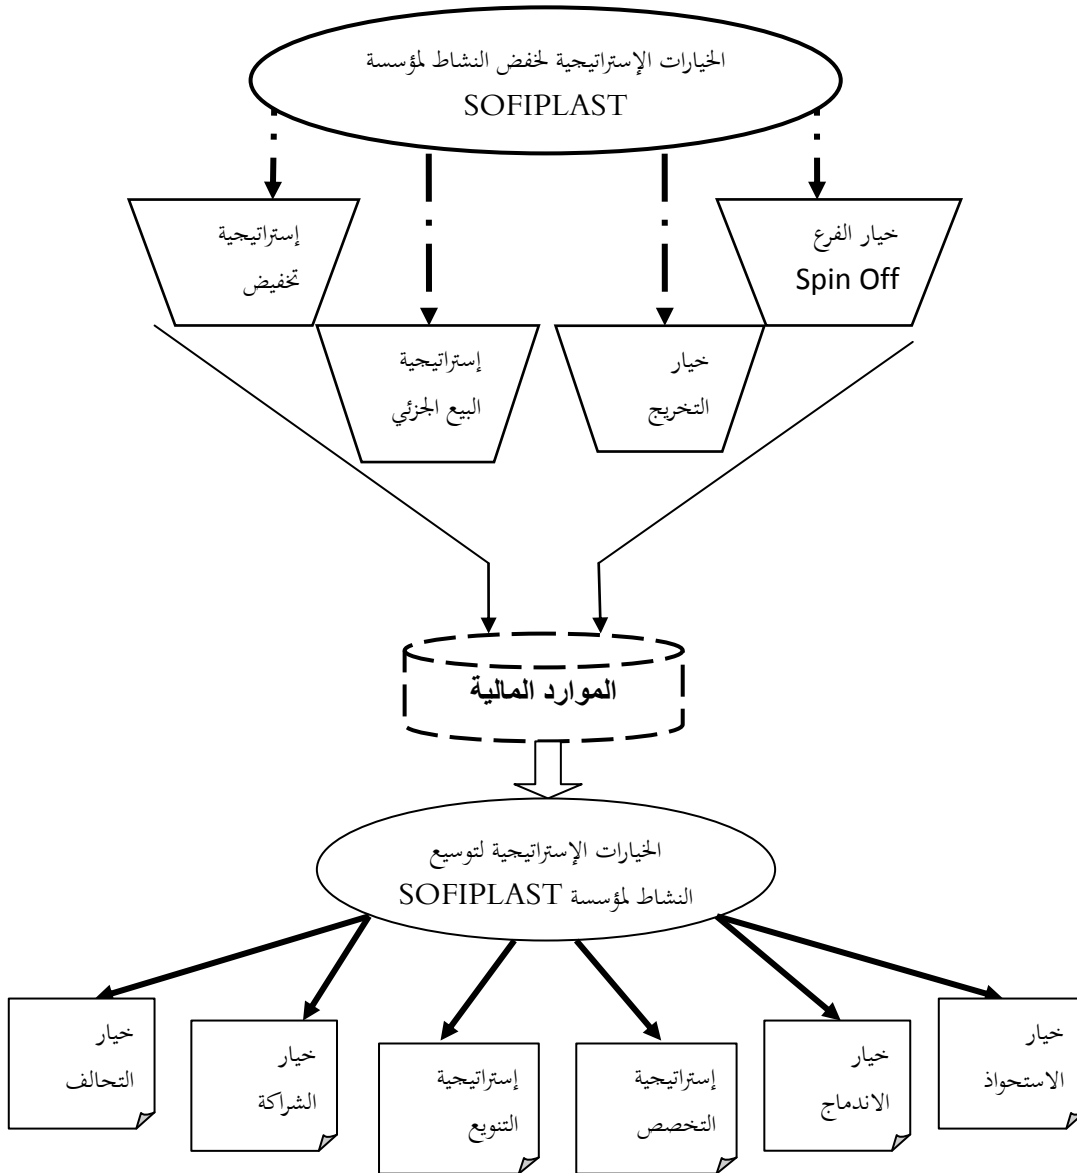 الخيارات الإستراتيجية لخفض النشاط لمؤسسة
SOFIPLAST
خيار الفرع
Spin Off
إستراتيجية
تخفيض
خيار
التخريج
إستراتيجية
البيع الجزئي
الموارد المالية
الخيارات الإستراتيجية لتوسيع
النشاط لمؤسسة SOFIPLAST
خيار
الاستحواذ
خيار
الاندماج
إستراتيجية
التخصص
إستراتيجية
التنويع
خيار
الشراكة
خيار
التحالف